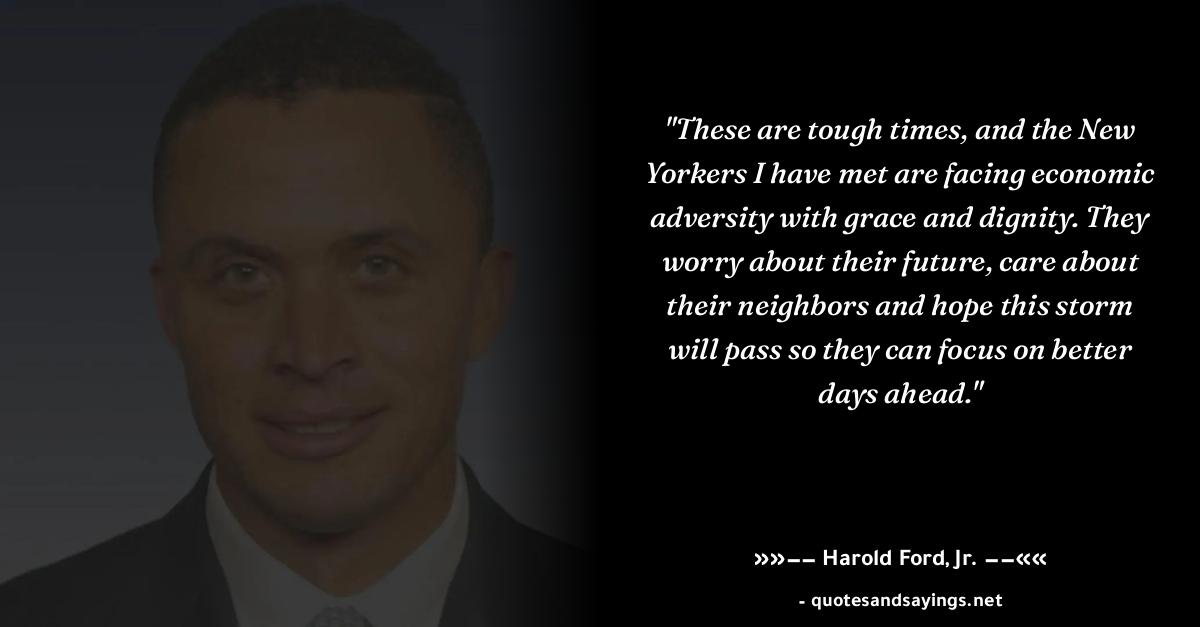 "These are tough times, and the New
Yorkers I have met are facing economic
adversity with grace and dignity. They
worry about their future, care about
their neighbors and hope this storm
will pass so they can focus on better
days ahead."
»»−− Harold Ford, Jr. −−««
- quotesandsayings.net